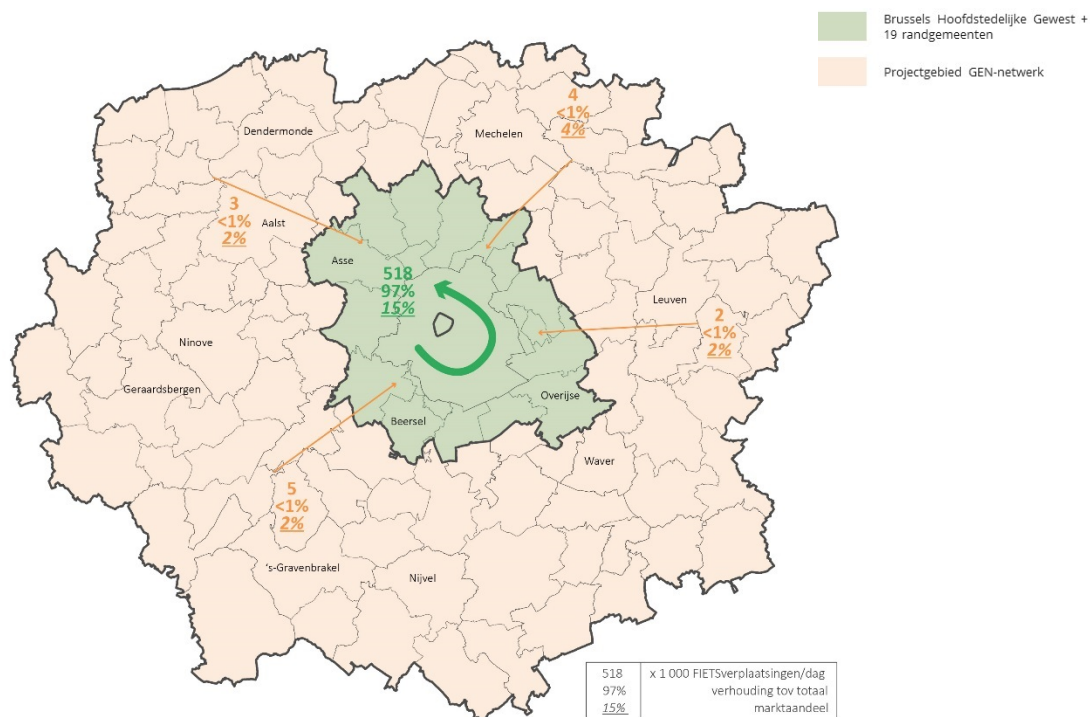 Brussels Hoofdstedelijke Gewest +
19 randgemeenten
Projectgebied GEN-netwerk
4
<1%
4%
Dendermonde
Mechelen
3
<1%
2%
Aalst
Asse
518
97%
15%
Leuven
2
<1%
2%
Ninove
Geraardsbergen
Overijse
Beersel
Waver
5
<1%
2%
's-Gravenbrakel
Nijvel
518 x 1 000 FIETSverplaatsingen/dag
97% verhouding tov totaal
15% marktaandeel